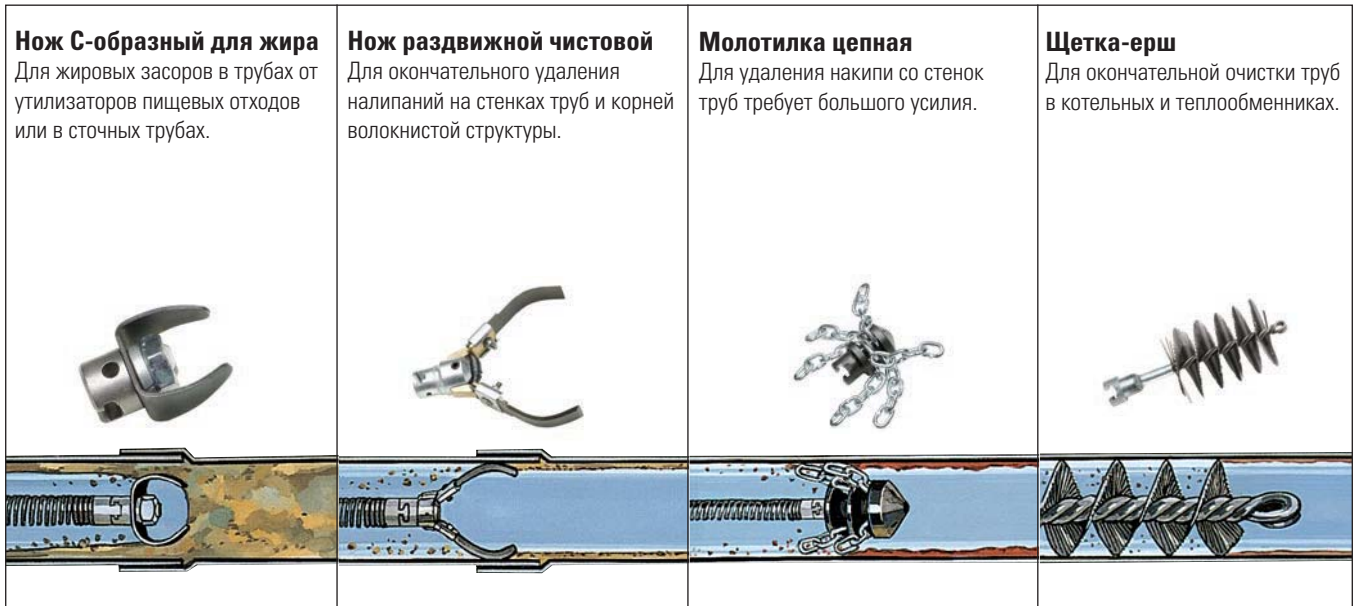 Нож С-образный для жира
Для жировых засоров в трубах от
утилизаторов пищевых отходов
или в сточных трубах.
Нож раздвижной чистовой
Для окончательного удаления
налипаний на стенках труб и корней
волокнистой структуры.
Молотилка цепная
Для удаления накипи со стенок
труб требует большого усилия.
Щетка-ерш
Для окончательной очистки труб
в котельных и теплообменниках.